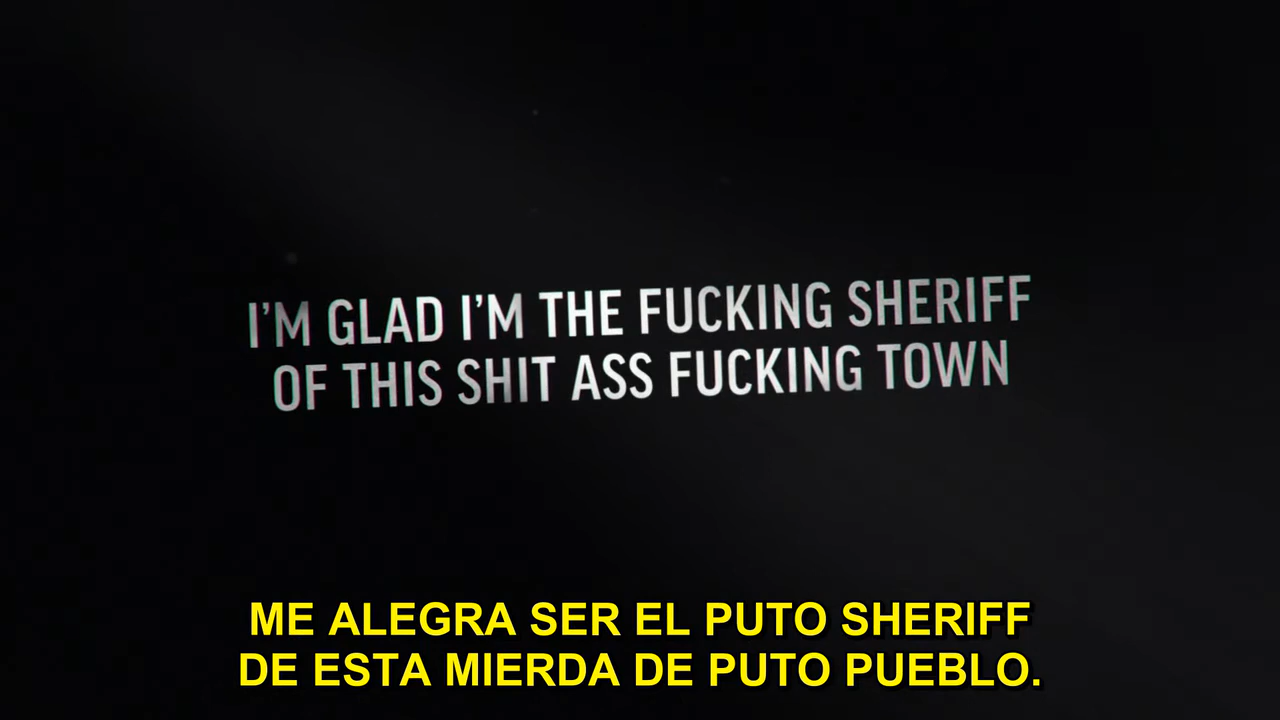 I'M GLAD I'M THE FUCKING SHERIFF
OF THIS SHIT ASS FUCKING TOWN
ME ALEGRA SER EL PUTO SHERIFF
DE ESTA MIERDA DE PUTO PUEBLO.